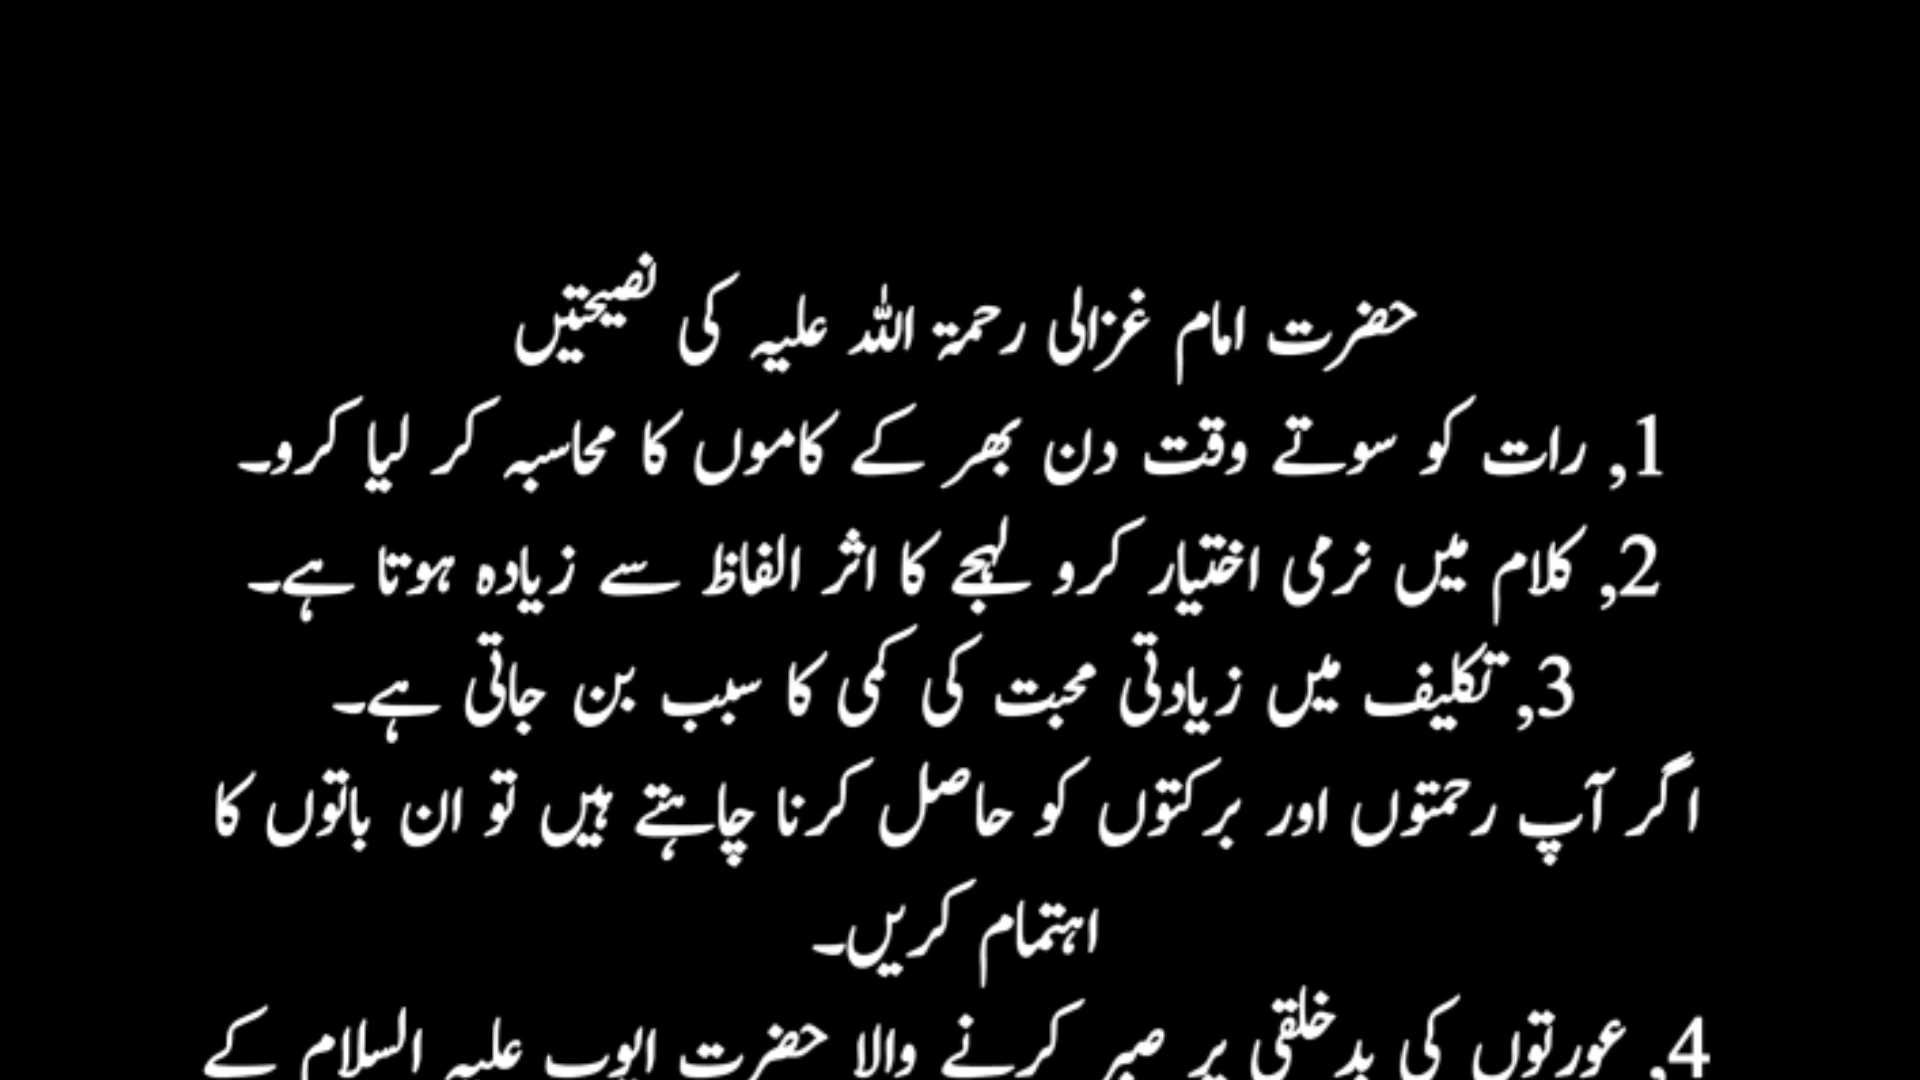 حضرت امام غزالی رحمۃ اللہ علیہ کی نصیحتیں
1, رات کو سوتے وقت دن بھر کے کاموں کا محاسبہ کر لیا کرو۔
2, کلام میں نرمی اختیار کرو لہجے کا اثر الفاظ سے زیادہ ہوتا ہے۔
3, تکلیف میں زیادتی محبت کی کمی کا سبب بن جاتی ہے۔
اگر آپ رحمتوں اور برکتوں کو حاصل کرنا چاہتے ہیں تو ان باتوں کا
اہتمام کریں۔
4, عورتوں کی بدخلقی پر صبر کرنے والا حضرت ایوب علیہ السلام کے